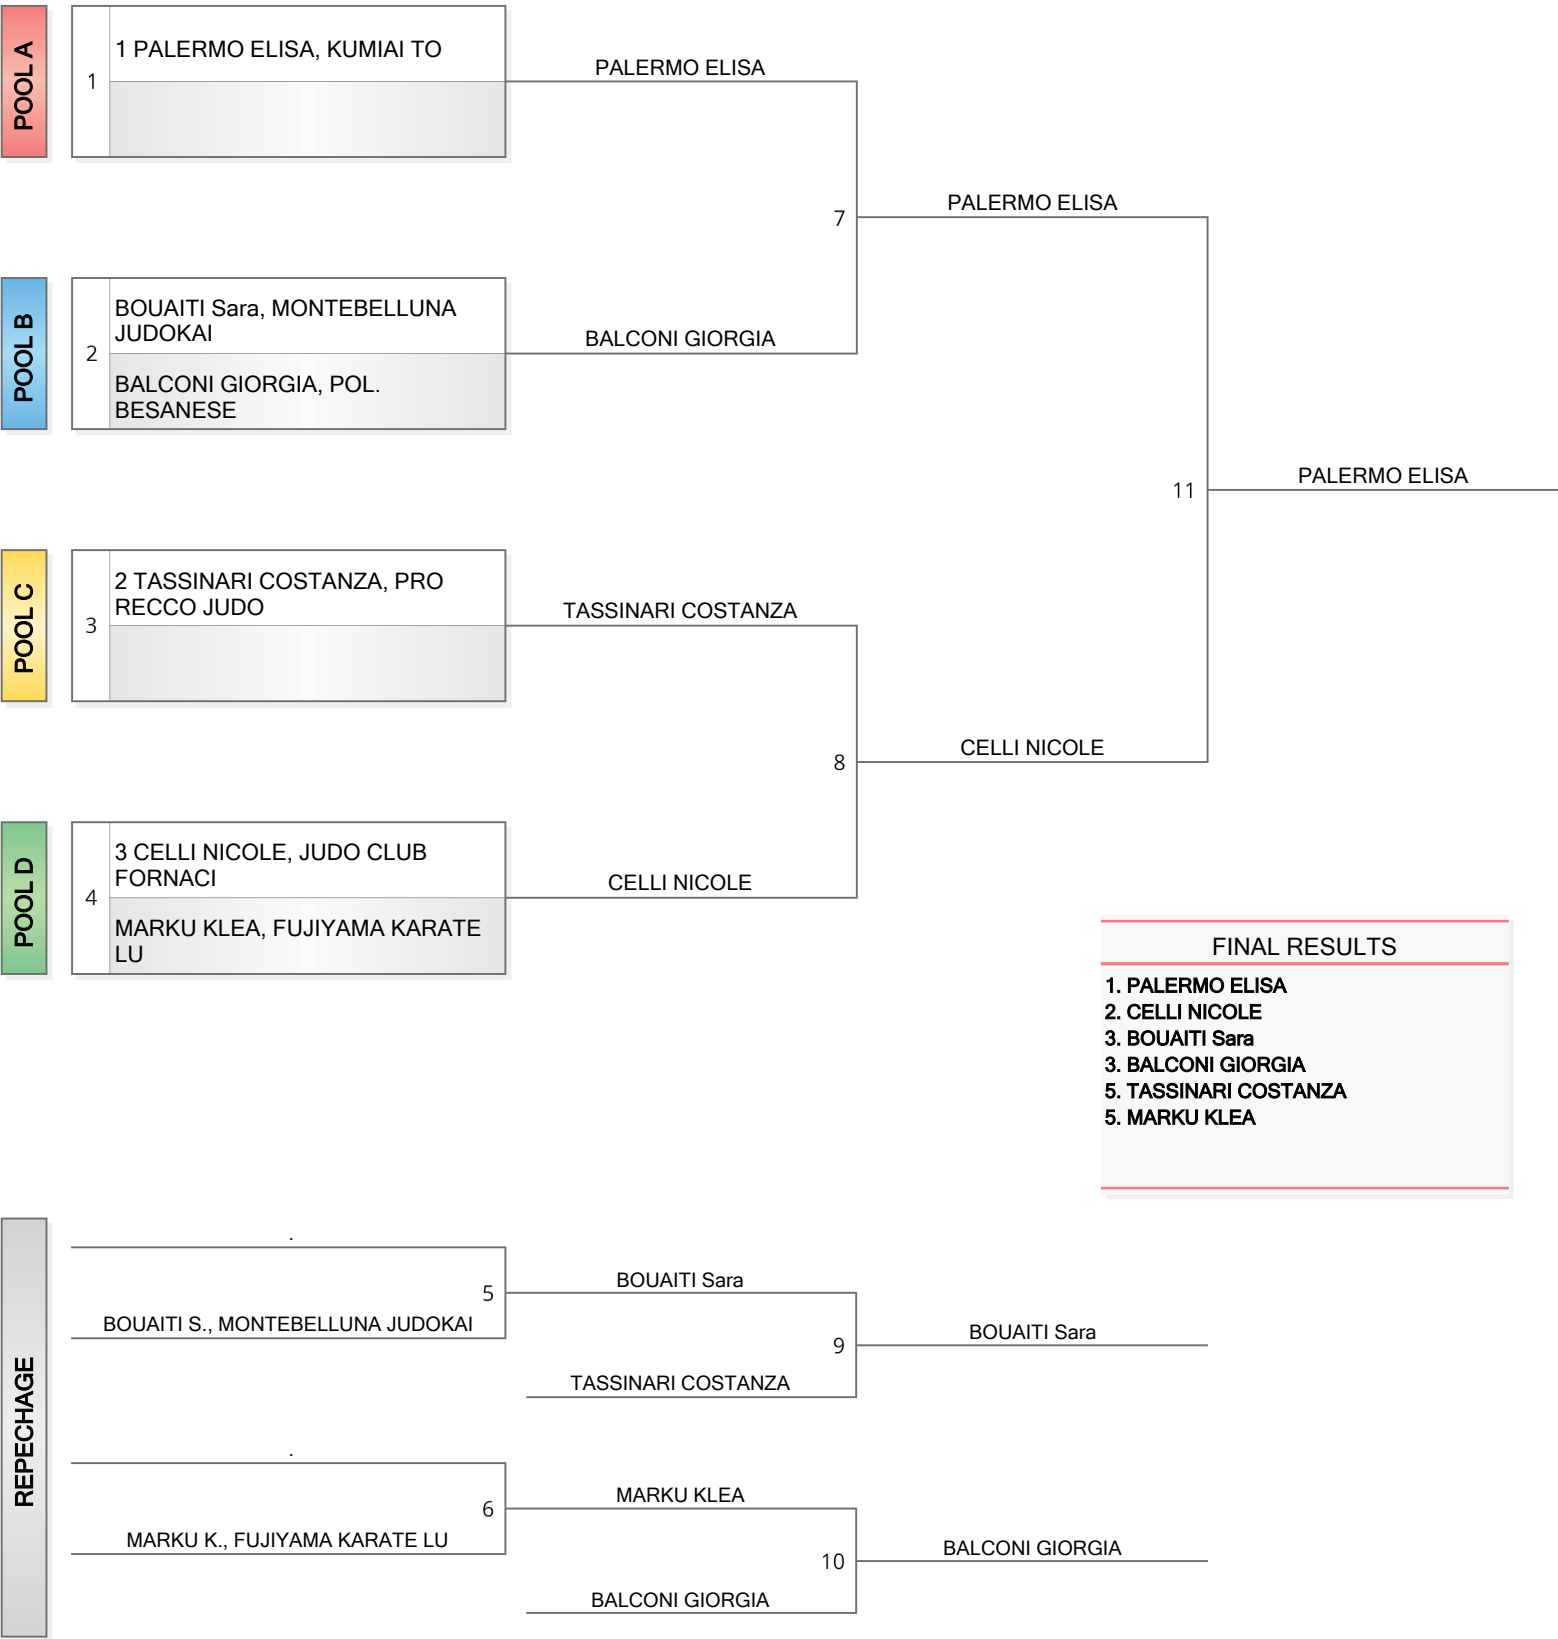 POOL A
1
1 PALERMO ELISA, KUMIAI TO
PALERMO ELISA
7
PALERMO ELISA
POOL B
2
BOUAITI Sara, MONTEBELLUNA
JUDOKAI
BALCONI GIORGIA, POL.
BESANESE
BALCONI GIORGIA
11
PALERMO ELISA
POOL C
3
2 TASSINARI COSTANZA, PRO
RECCO JUDO
TASSINARI COSTANZA
8
CELLI NICOLE
POOL D
4
3 CELLI NICOLE, JUDO CLUB
FORNACI
MARKU KLEA, FUJIYAMA KARATE
LU
CELLI NICOLE
FINAL RESULTS
1. PALERMO ELISA
2. CELLI NICOLE
3. BOUAITI Sara
3. BALCONI GIORGIA
5. TASSINARI COSTANZA
5. MARKU KLEA
REPECHAGE
.
5
BOUAITI S., MONTEBELLUNA JUDOKAI
BOUAITI Sara
9
TASSINARI COSTANZA
BOUAITI Sara
.
6
MARKU K., FUJIYAMA KARATE LU
MARKU KLEA
10
BALCONI GIORGIA
BALCONI GIORGIA